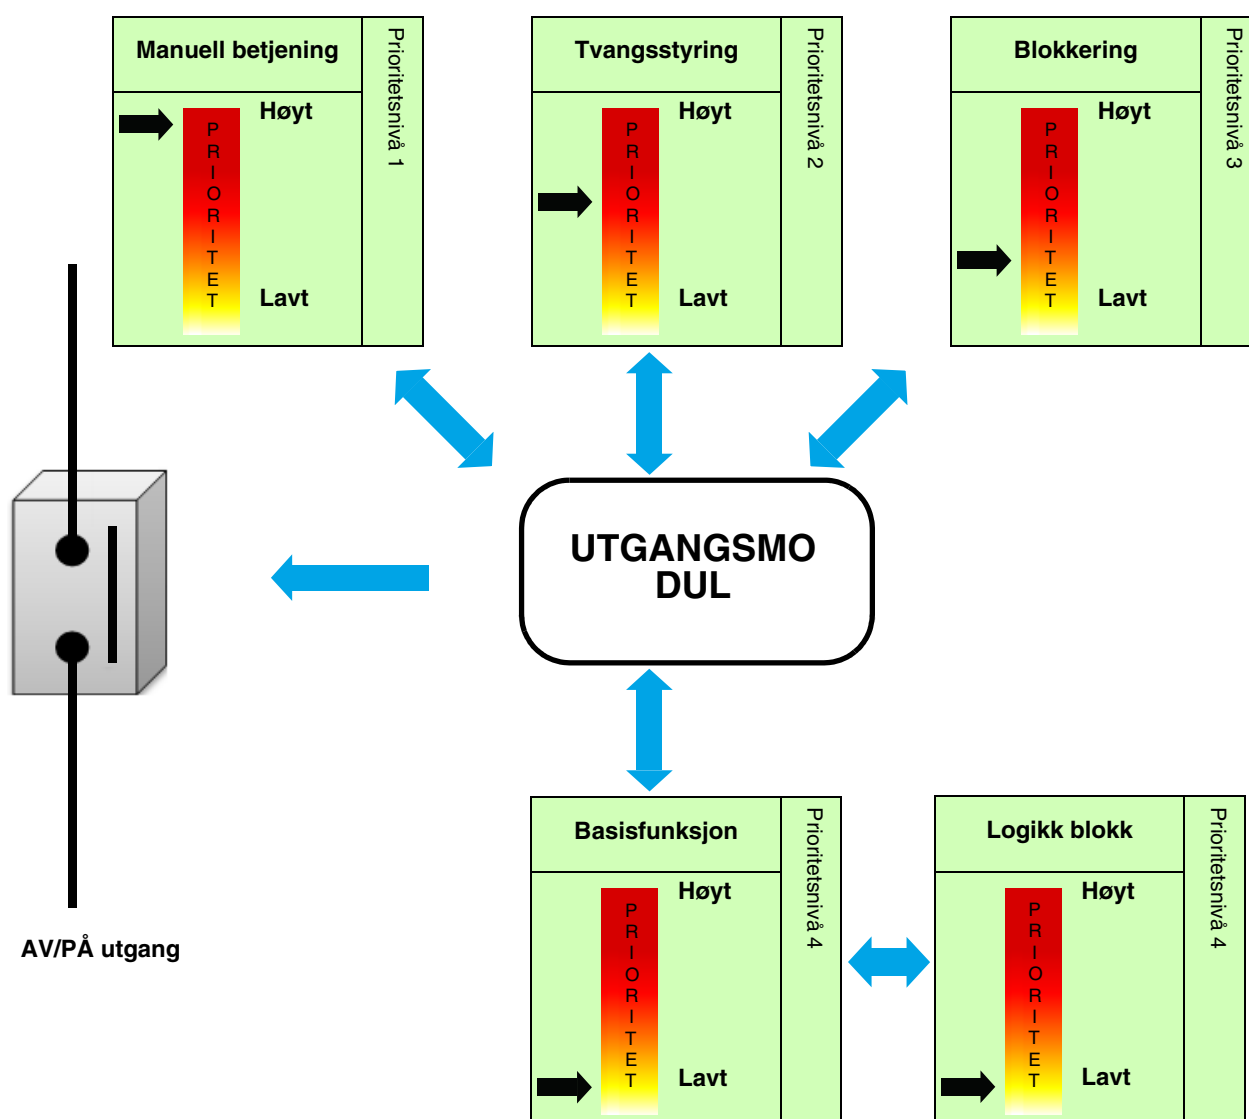 Manuell betjening
Prioritetsnivå 1
Høyt
PRIORITET
Lavt
Tvangsstyring
Prioritetsnivå 2
Høyt
PRIORITET
Lavt
Blokkering
Prioritetsnivå 3
Høyt
PRIORITET
Lavt
UTGANGSMO
DUL
AV/PÅ utgang
Basisfunksjon
Prioritetsnivå 4
Høyt
PRIORITET
Lavt
Logikk blokk
Prioritetsnivå 4
Høyt
PRIORITET
Lavt